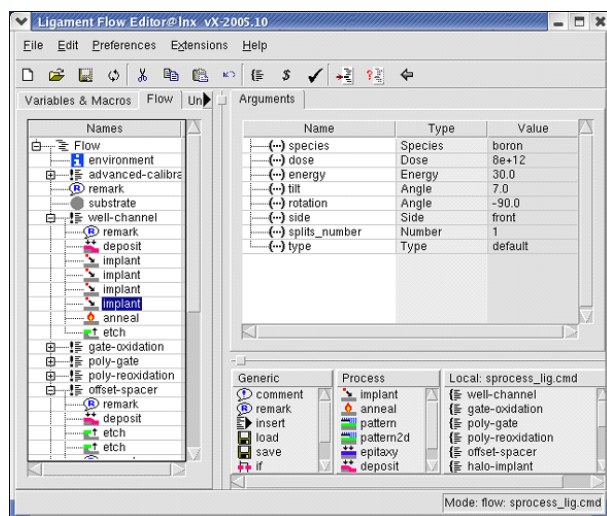 Ligament Flow Editor@lnx vX-2005.10
File Edit Preferences Extensions Help
Variables & Macros Flow Un
Arguments
Names
Flow
environment
advanced-calibra
remark
substrate
well-channel
remark
deposit
implant
implant
implant
implant
anneal
etch
gate-oxidation
poly-gate
poly-reoxidation
offset-spacer
remark
deposit
etch
etch
Name Type Value
species Species boron
dose Dose 8e+12
energy Energy 30.0
tilt Angle 7.0
rotation Angle -90.0
side Side front
splits_number Number 1
type Type default
Generic
comment
remark
insert
load
save
if
Process
implant
anneal
pattern
pattern2d
epitaxy
deposit
Local: sprocess_lig.cmd
well-channel
gate-oxidation
poly-gate
poly-reoxidation
offset-spacer
halo-implant
Mode: flow: sprocess_lig.cmd